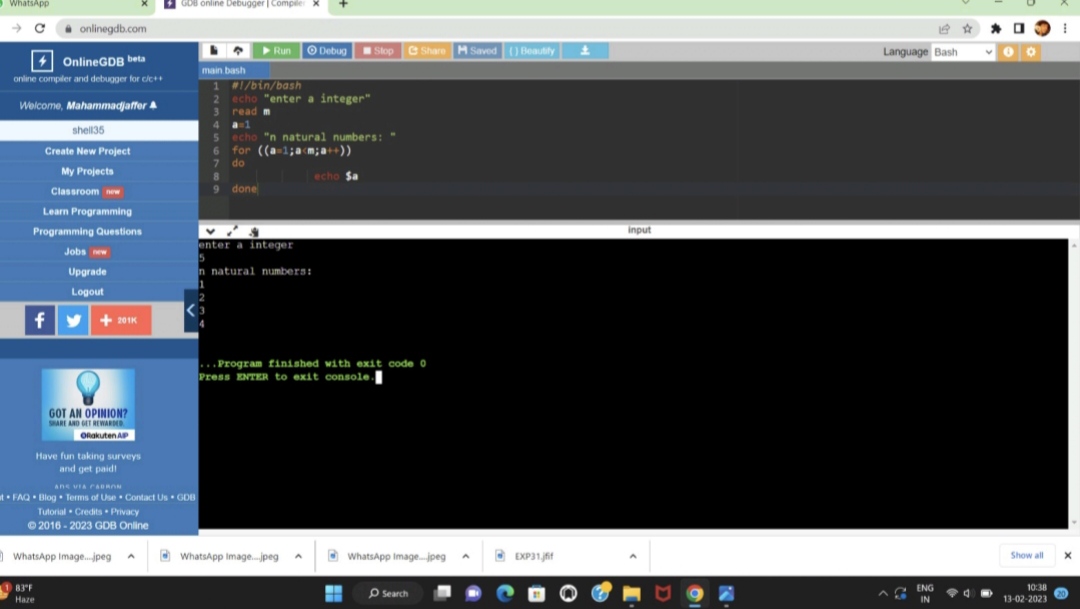 WhatsApp
GDB online Debugger | Compiler
onlinegdb.com
OnlineGDB beta
online compiler and debugger for c/c++
Welcome, Mahammadjaffer
shell35
Create New Project
My Projects
Classroom new
Learn Programming
Programming Questions
Jobs new
Upgrade
Logout
f
+ 201K
GOT AN OPINION?
SHARE AND GET REWARDED.
Rakuten AIP
Have fun taking surveys
and get paid!
ADS VIA CARBON
• FAQ • Blog • Terms of Use • Contact Us • GDB
Tutorial • Credits • Privacy
© 2016 - 2023 GDB Online
Run Debug Stop Share Saved {} Beautify
Language Bash
main.bash
1 #!/bin/bash
2 echo "enter a integer"
3 read m
4 a=1
5 echo "n natural numbers: "
6 for ((a=1;a<m;a++))
7 do
8 echo $a
9 done
input
enter a integer
5
n natural numbers:
1
2
3
4
...Program finished with exit code 0
Press ENTER to exit console.
WhatsApp Image....jpeg
WhatsApp Image....jpeg
WhatsApp Image....jpeg
EXP31.jfif
Show all
1
83°F
Haze
Search
ENG
IN
10:38
13-02-2023
20